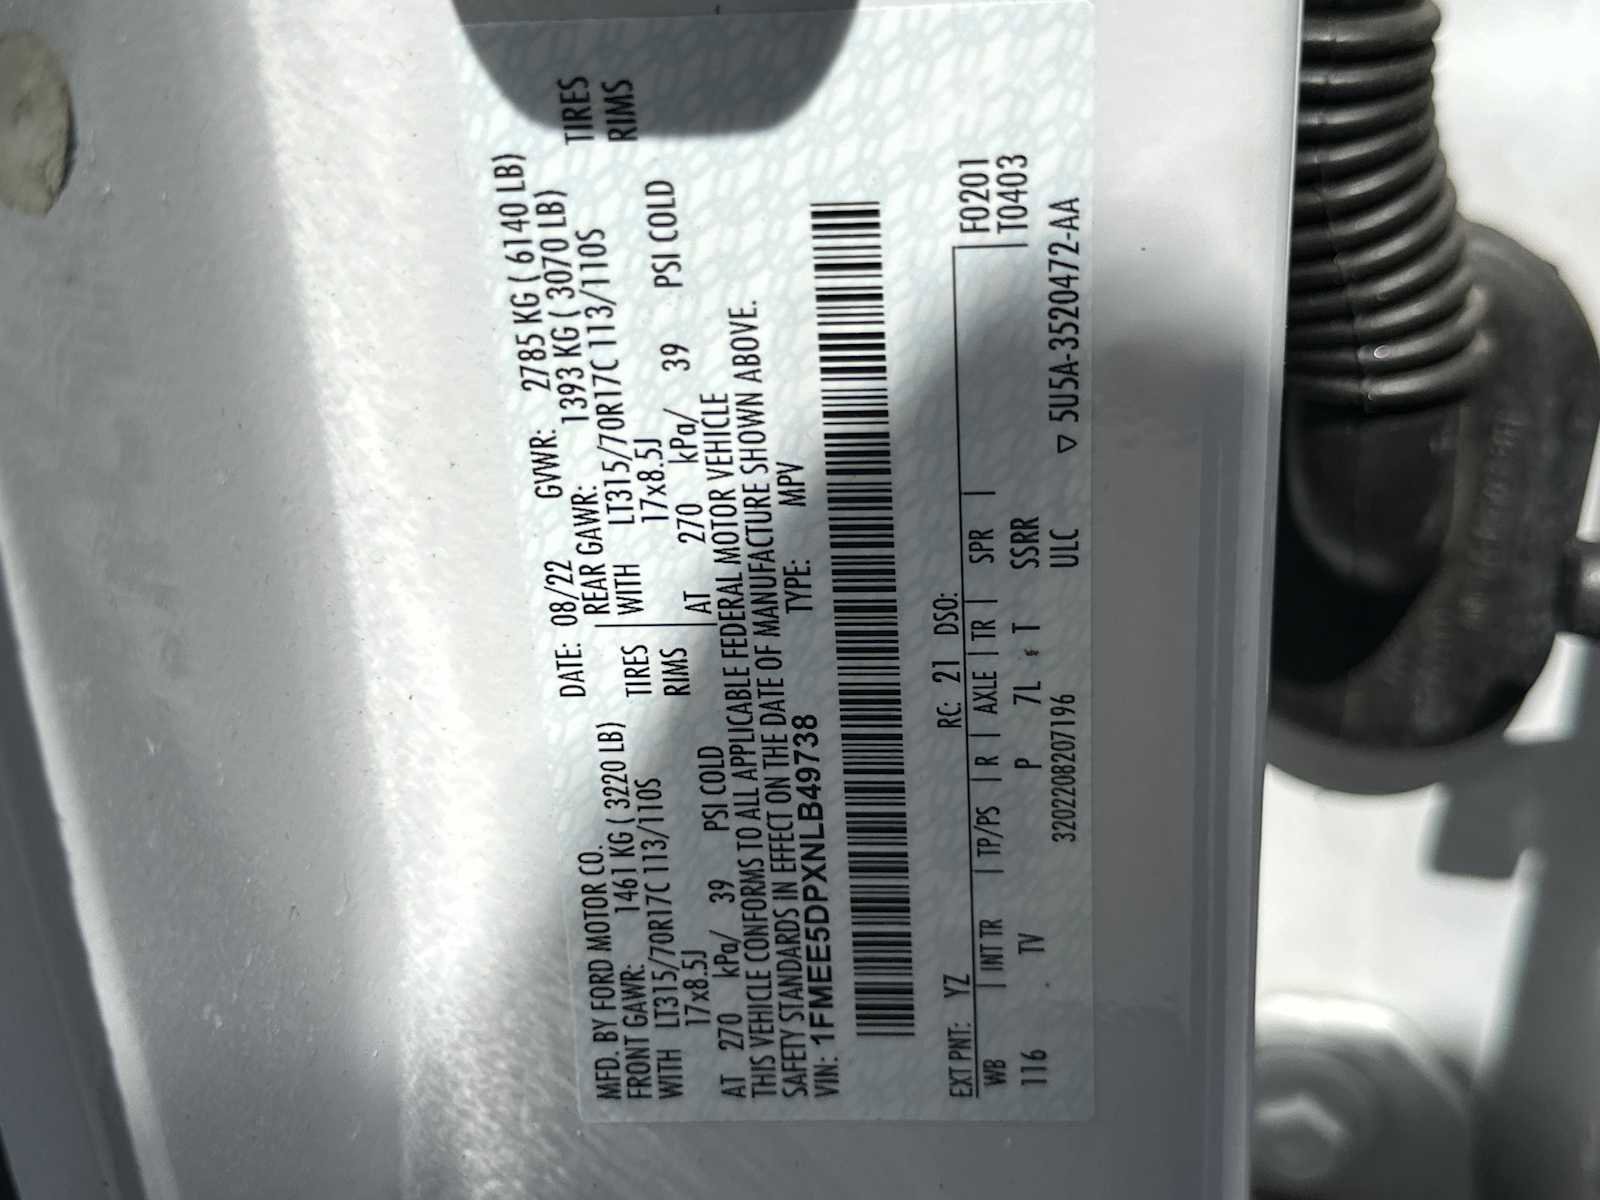 MFD. BY FORD MOTOR CO. DATE: 08/22 GVWR: 2785 KG ( 6140 LB)
FRONT GAWR: 1461 KG ( 3220 LB) REAR GAWR: 1393 KG ( 3070 LB)
WITH LT315/70R17C 113/110S TIRES WITH LT315/70R17C 113/110S TIRES
17x8.5J RIMS 17x8.5J RIMS
AT 270 kPa/ 39 PSI COLD AT 270 kPa/ 39 PSI COLD
THIS VEHICLE CONFORMS TO ALL APPLICABLE FEDERAL MOTOR VEHICLE
SAFETY STANDARDS IN EFFECT ON THE DATE OF MANUFACTURE SHOWN ABOVE.
VIN: 1FMEE5DPXNLB49738 TYPE: MPV
EXT PNT: YZ RC: 21 DSO: F0201
WB INT TR TP/PS R AXLE TR SPR T0403
116 TV P 7L T SSRR
3202208207196 ULC ▽ 5U5A-3520472-AA